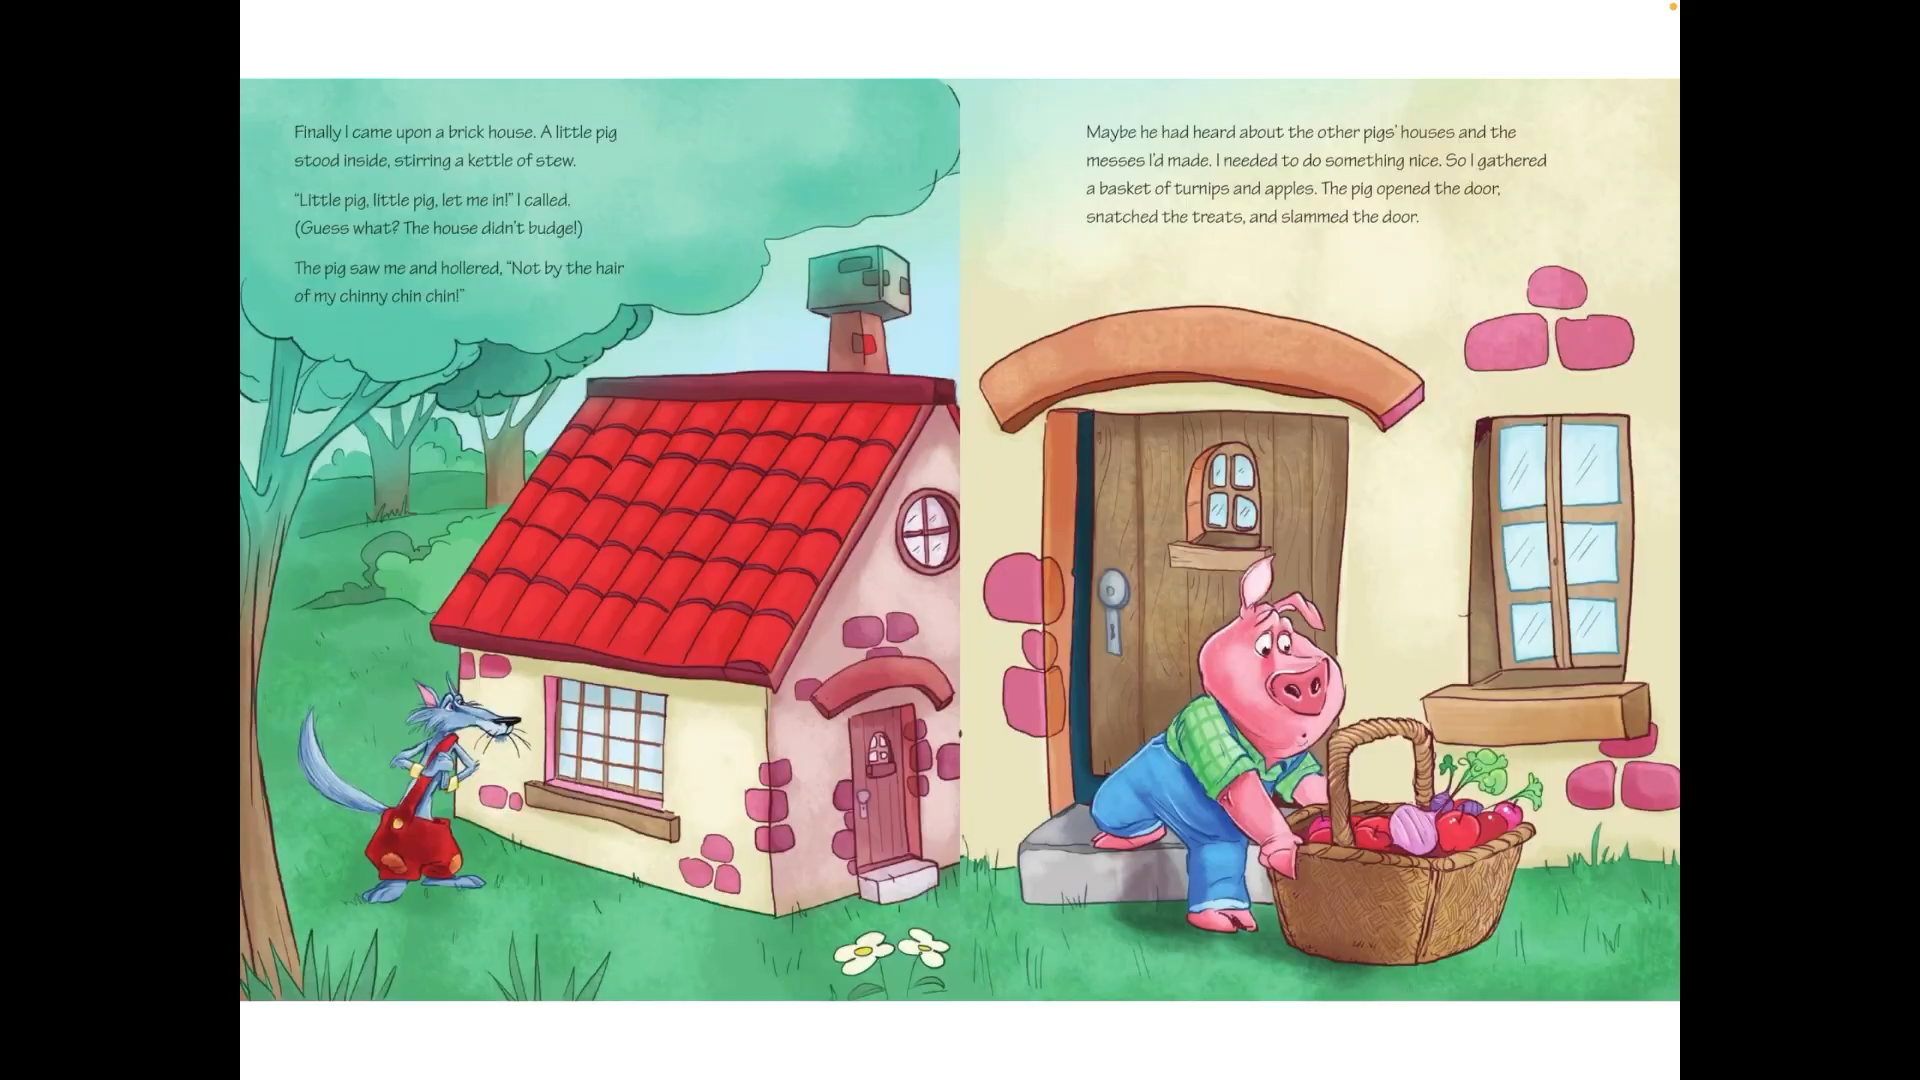 Finally I came upon a brick house. A little pig
stood inside, stirring a kettle of stew.
“Little pig, little pig, let me in!” I called.
(Guess what? The house didn’t budge!)
The pig saw me and hollered, “Not by the hair
of my chinny chin chin!”
Maybe he had heard about the other pigs’ houses and the
messes I’d made. I needed to do something nice. So I gathered
a basket of turnips and apples. The pig opened the door,
snatched the treats, and slammed the door.